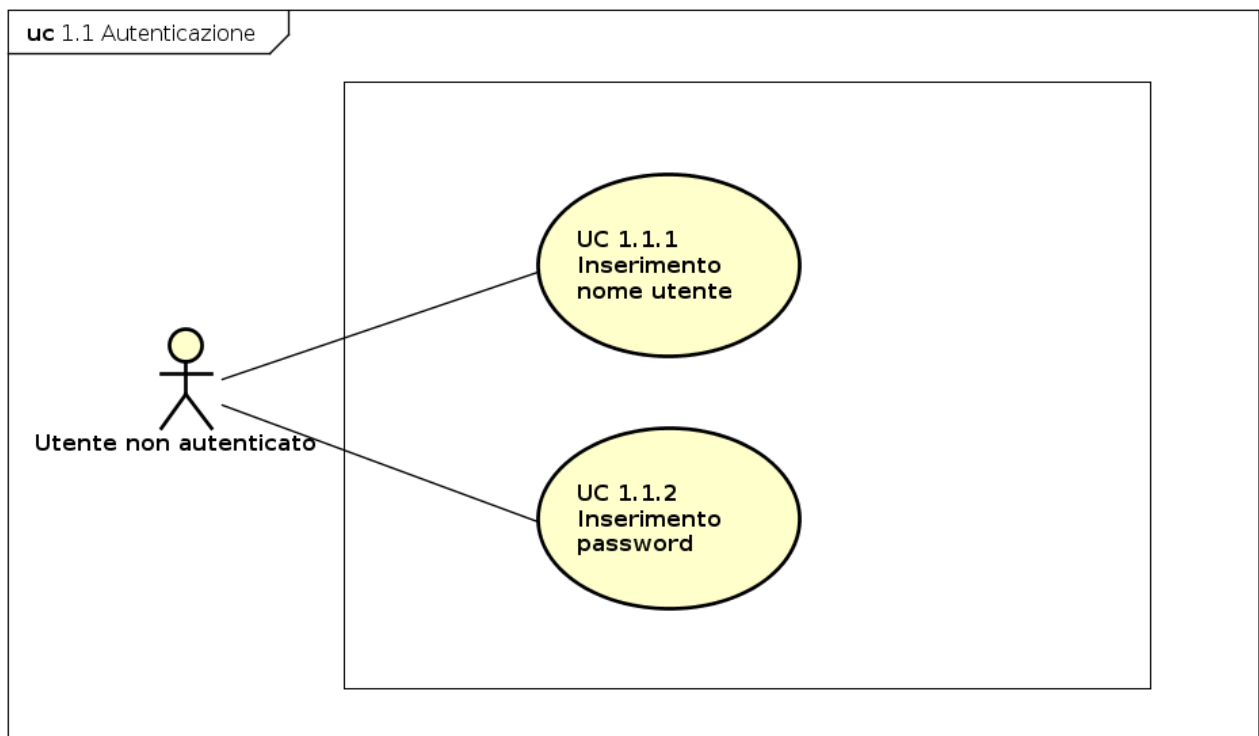 uc 1.1 Autenticazione
UC 1.1.1
Inserimento
nome utente
Utente non autenticato
UC 1.1.2
Inserimento
password